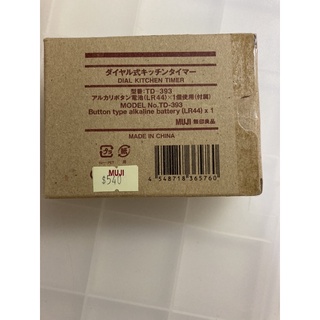 ダイヤル式キッチンタイマー
DIAL KITCHEN TIMER
型番:TD-393
アルカリボタン電池(LR44)×1個使用(付属)
MODEL No.TD-393
Button type alkaline battery (LR44) x 1
MUJI 無印良品
MADE IN CHINA
MUJI
$540
4 548718 365760